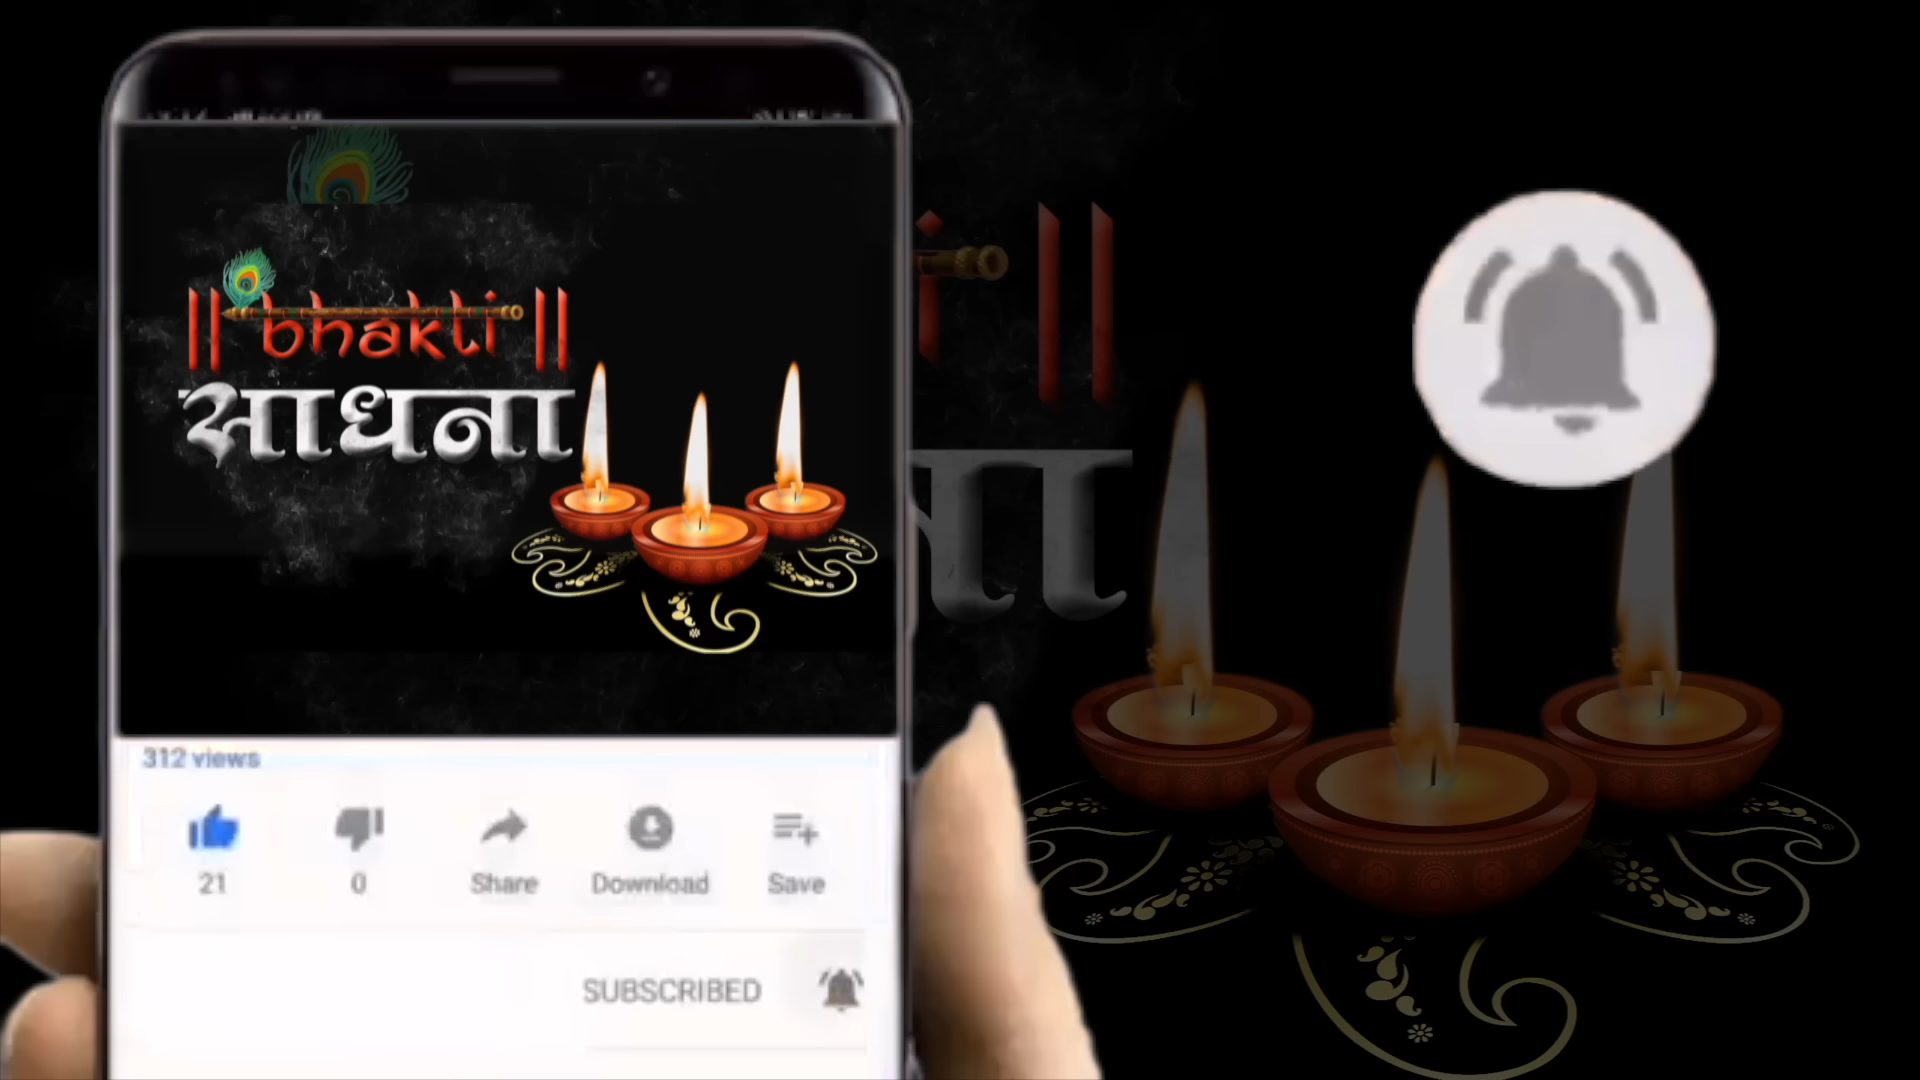 || bhakti ||
साधना
312 views
21
0
Share
Download
Save
SUBSCRIBED